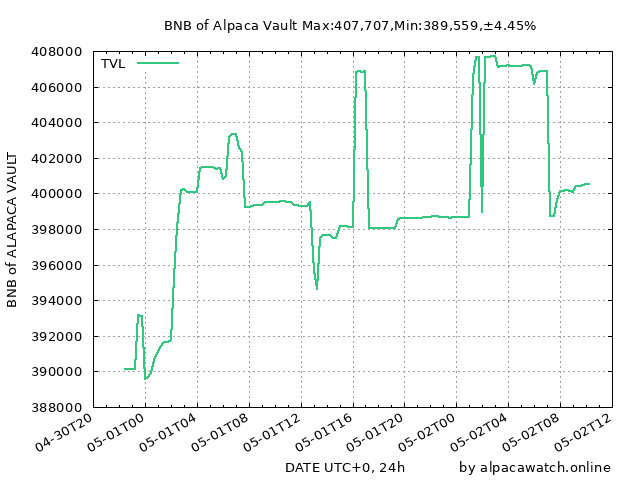 BNB of Alpaca Vault Max:407,707,Min:389,559,±4.45%
TVL
408000
406000
404000
402000
400000
398000
396000
394000
392000
390000
388000
BNB of ALAPACA VAULT
04-30T20
05-01T00
05-01T04
05-01T08
05-01T12
05-01T16
05-01T20
05-02T00
05-02T04
05-02T08
05-02T12
DATE UTC+0, 24h
by alpacawatch.online